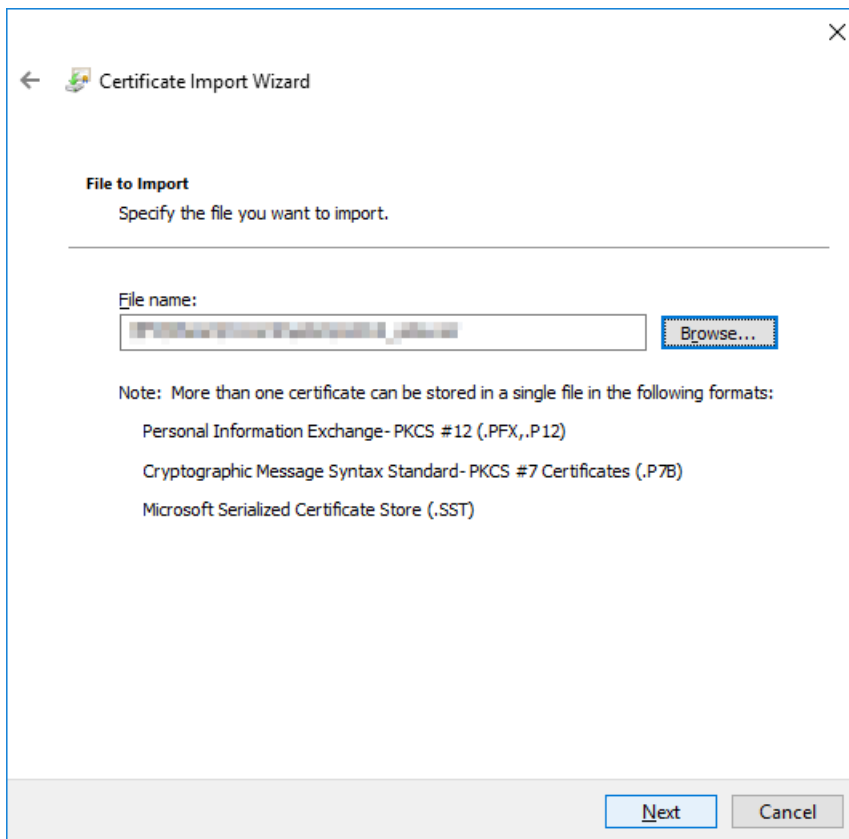 Certificate Import Wizard
File to Import
Specify the file you want to import.
File name:
Browse...
Note:  More than one certificate can be stored in a single file in the following formats:
Personal Information Exchange- PKCS #12 (.PFX,.P12)
Cryptographic Message Syntax Standard- PKCS #7 Certificates (.P7B)
Microsoft Serialized Certificate Store (.SST)
Next Cancel